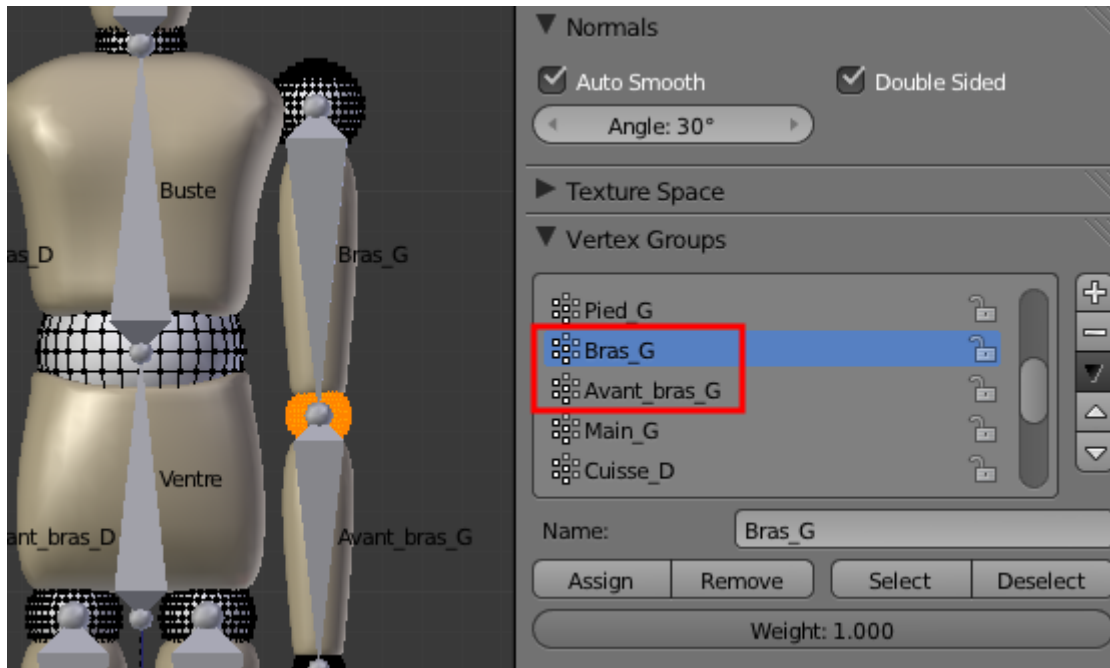 Normals
Auto Smooth
Double Sided
Angle: 30°
Texture Space
Vertex Groups
Pied_G
Bras_G
Avant_bras_G
Main_G
Cuisse_D
Name:
Bras_G
Assign
Remove
Select
Deselect
Weight: 1.000
Buste
as_D
Bras_G
Ventre
ant_bras_D
Avant_bras_G